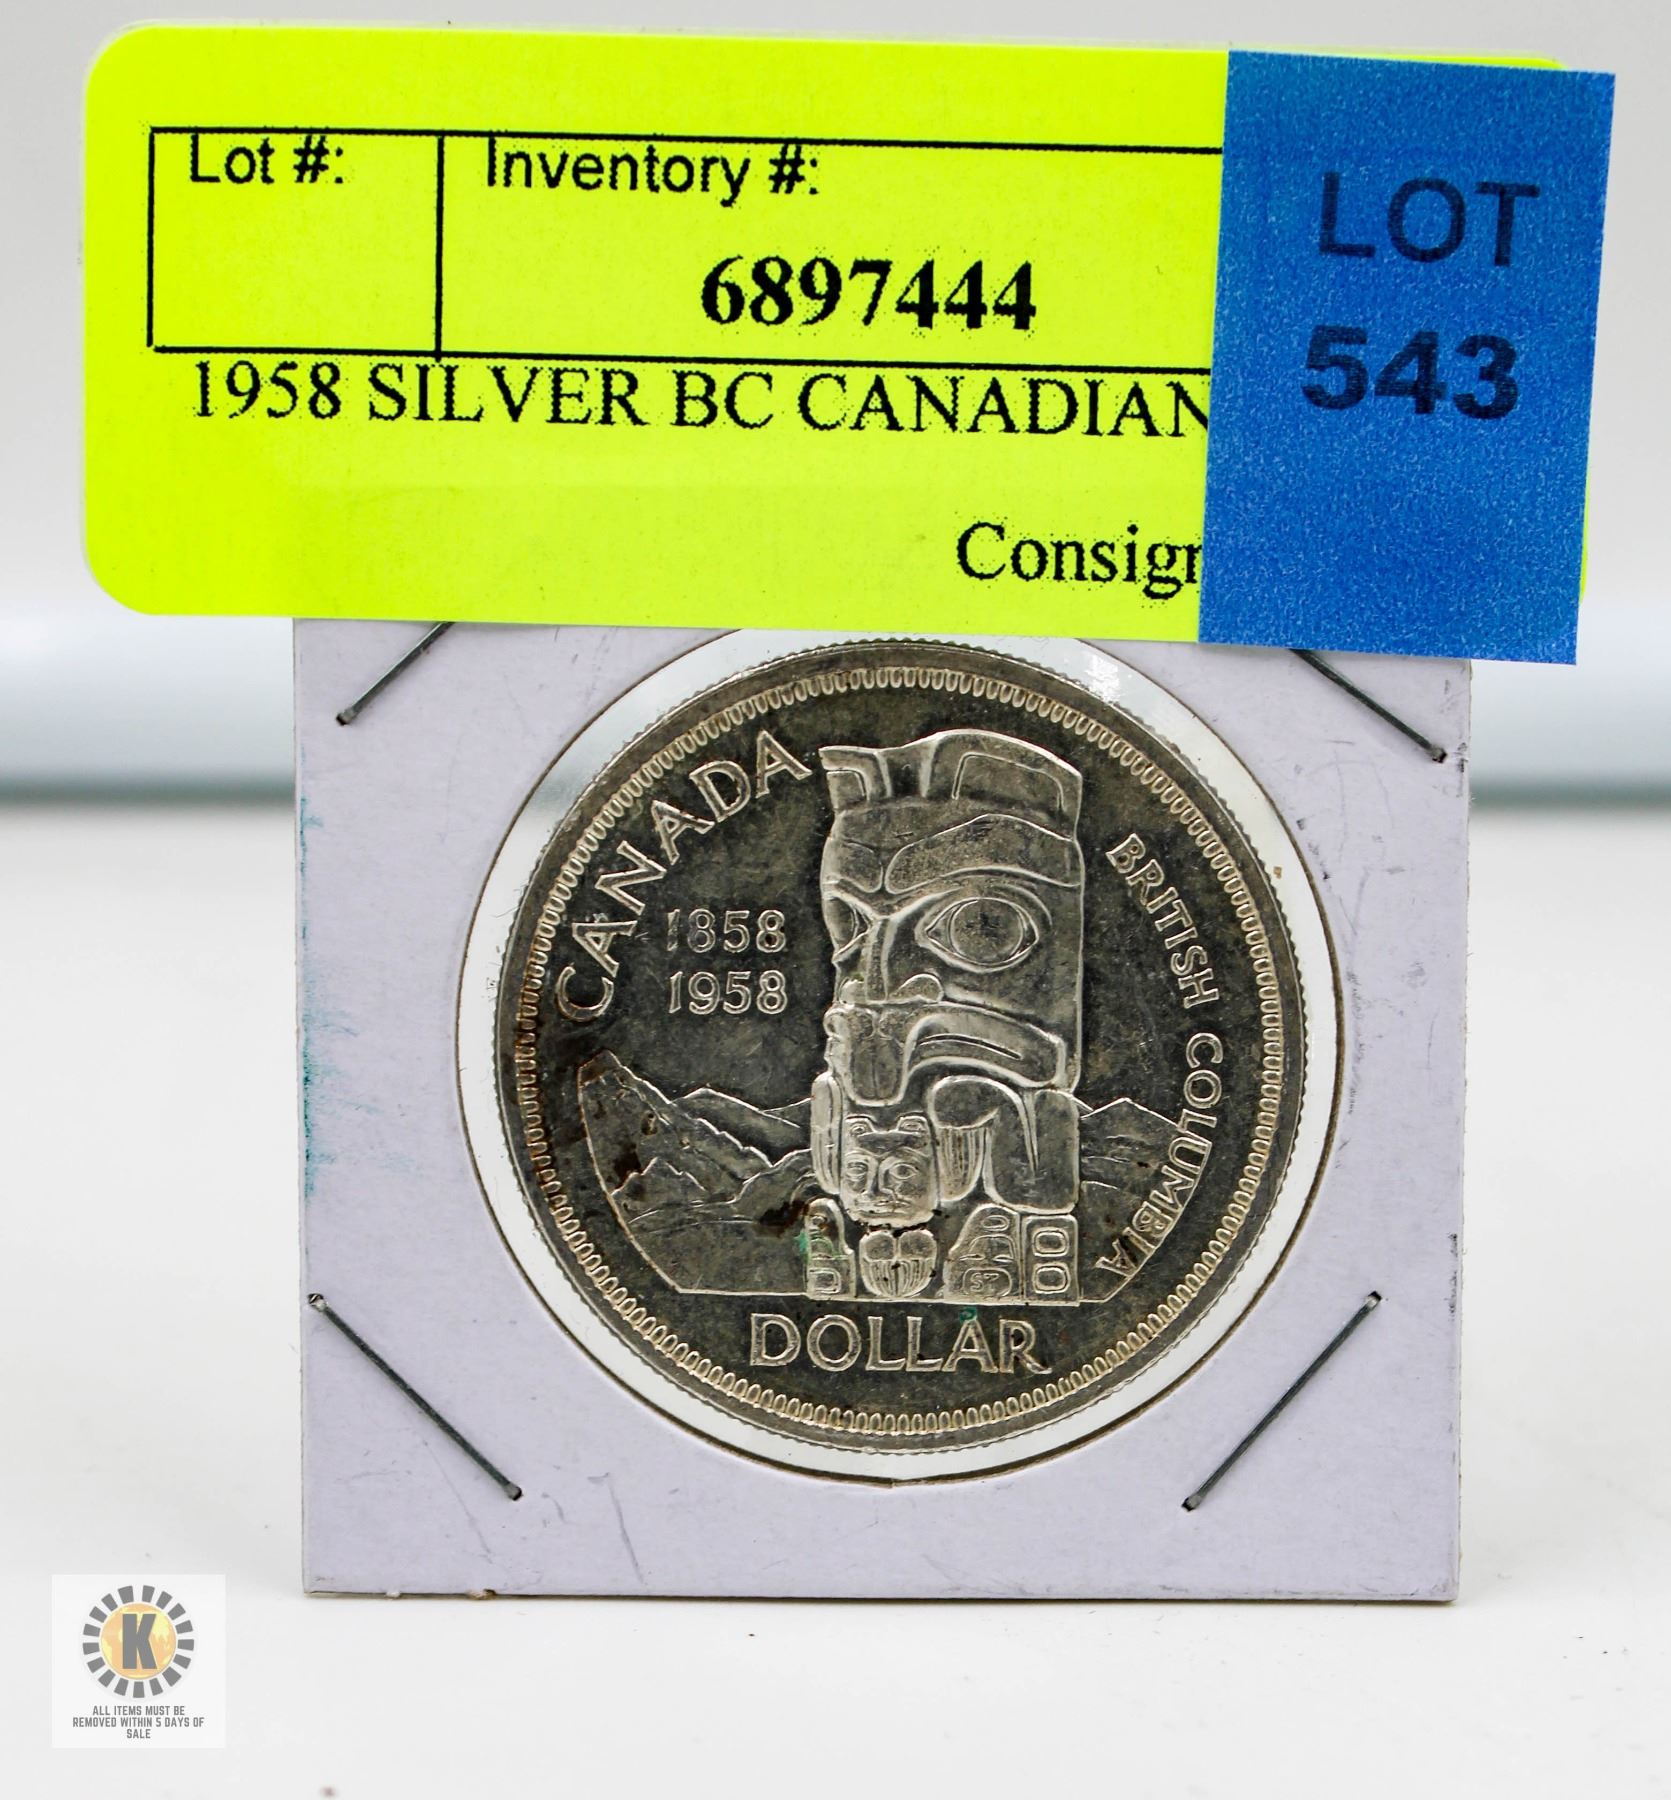 Lot #:
Inventory #:
6897444
1958 SILVER BC CANADIAN
Consign
LOT
543
CANADA
1858
1958
BRITISH COLUMBIA
ST
DOLLAR
K
ALL ITEMS MUST BE
REMOVED WITHIN 5 DAYS OF
SALE